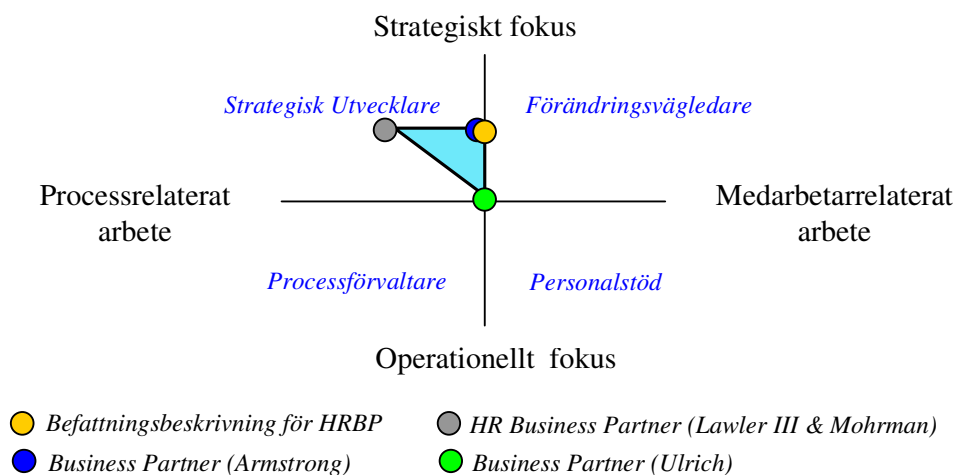 Strategiskt fokus
Strategisk Utvecklare
Förändringsvägledare
Processrelaterat
arbete
Medarbetarrelaterat
arbete
Processförvaltare
Personalstöd
Operationellt fokus
Befattningsbeskrivning för HRBP
HR Business Partner (Lawler III & Mohrman)
Business Partner (Armstrong)
Business Partner (Ulrich)